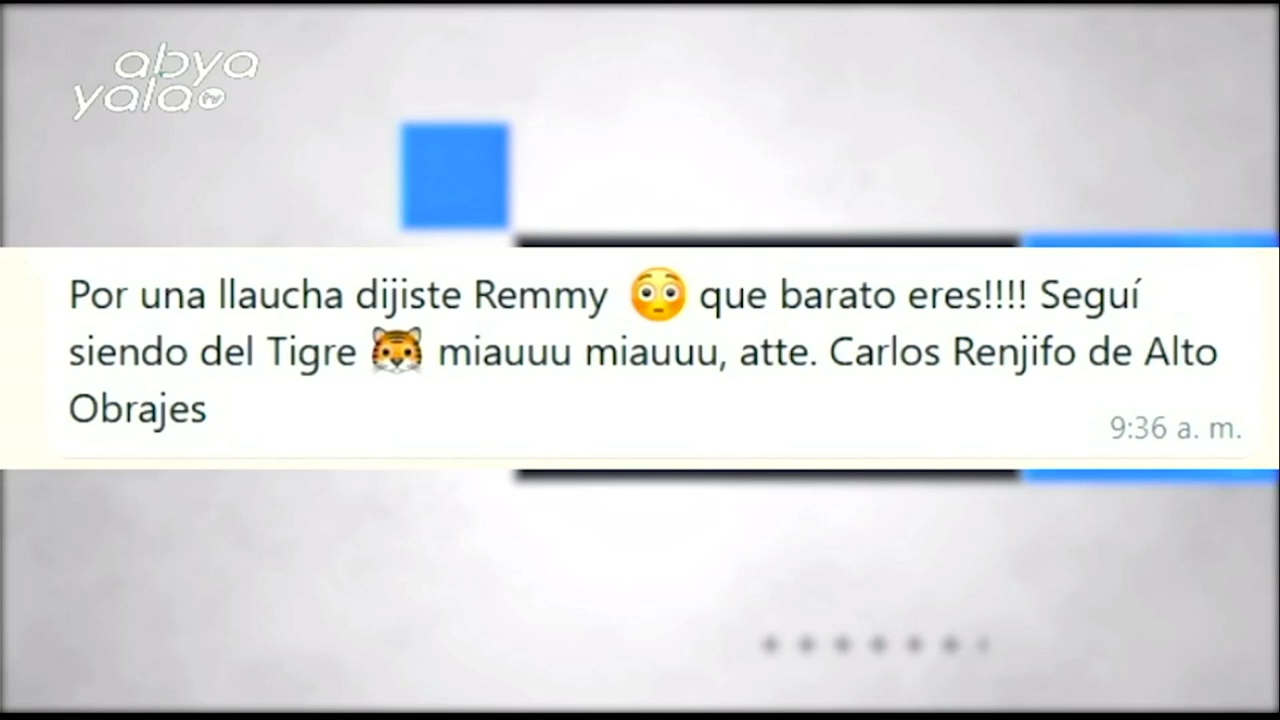 abya
yala tv
Por una llaucha dijiste Remmy 😳 que barato eres!!!! Seguí
siendo del Tigre 🐯 miauuu miauuu, atte. Carlos Renjifo de Alto
Obrajes
9:36 a. m.